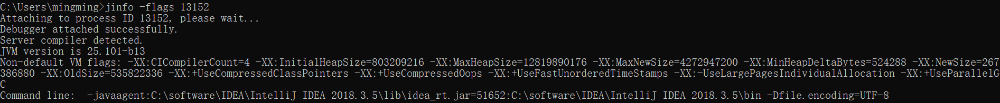 C:\Users\mingming>jinfo -flags 13152
Attaching to process ID 13152, please wait...
Debugger attached successfully.
Server compiler detected.
JVM version is 25.101-b13
Non-default VM flags: -XX:CICompilerCount=4 -XX:InitialHeapSize=803209216 -XX:MaxHeapSize=12819890176 -XX:MaxNewSize=4272947200 -XX:MinHeapDeltaBytes=524288 -XX:NewSize=267
386880 -XX:OldSize=535822336 -XX:+UseCompressedClassPointers -XX:+UseCompressedOops -XX:+UseFastUnorderedTimeStamps -XX:-UseLargePagesIndividualAllocation -XX:+UseParallelG
C
Command line:  -javaagent:C:\software\IDEA\IntelliJ IDEA 2018.3.5\lib\idea_rt.jar=51652:C:\software\IDEA\IntelliJ IDEA 2018.3.5\bin -Dfile.encoding=UTF-8